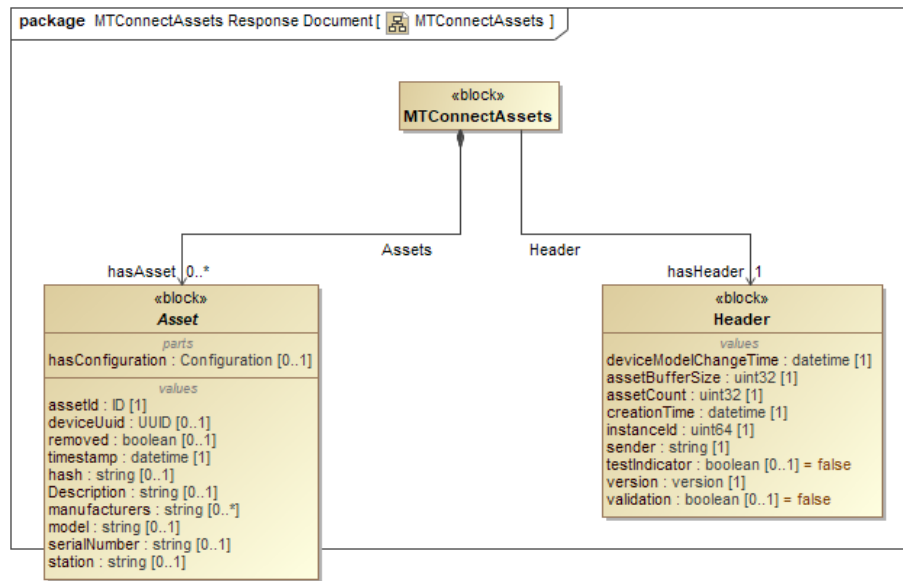 package MTConnectAssets Response Document[ MTConnectAssets ]
«block»
MTConnectAssets
Assets
Header
hasAsset 0..*
hasHeader 1
«block»
Asset
parts
hasConfiguration : Configuration [0..1]
values
assetId : ID [1]
deviceUuid : UUID [0..1]
removed : boolean [0..1]
timestamp : datetime [1]
hash : string [0..1]
Description : string [0..1]
manufacturers : string [0..*]
model : string [0..1]
serialNumber : string [0..1]
station : string [0..1]
«block»
Header
values
deviceModelChangeTime : datetime [1]
assetBufferSize : uint32 [1]
assetCount : uint32 [1]
creationTime : datetime [1]
instanceId : uint64 [1]
sender : string [1]
testIndicator : boolean [0..1] = false
version : version [1]
validation : boolean [0..1] = false